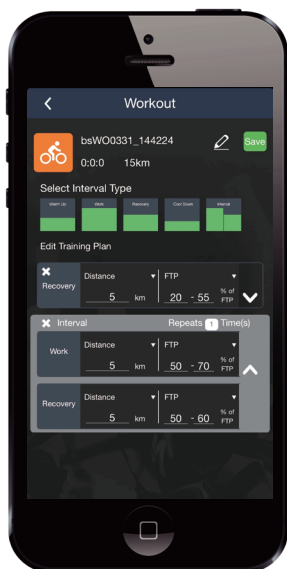 Workout
bsWO0331_144224
Save
0:0:0 15km
Select Interval Type
Warm Up Work Recovery Cool Down Interval
Edit Training Plan
Recovery
Distance FTP
5 km 20 - 55 % of FTP
Interval Repeats 1 Time(s)
Work
Distance FTP
5 km 50 - 70 % of FTP
Recovery
Distance FTP
5 km 50 - 60 % of FTP